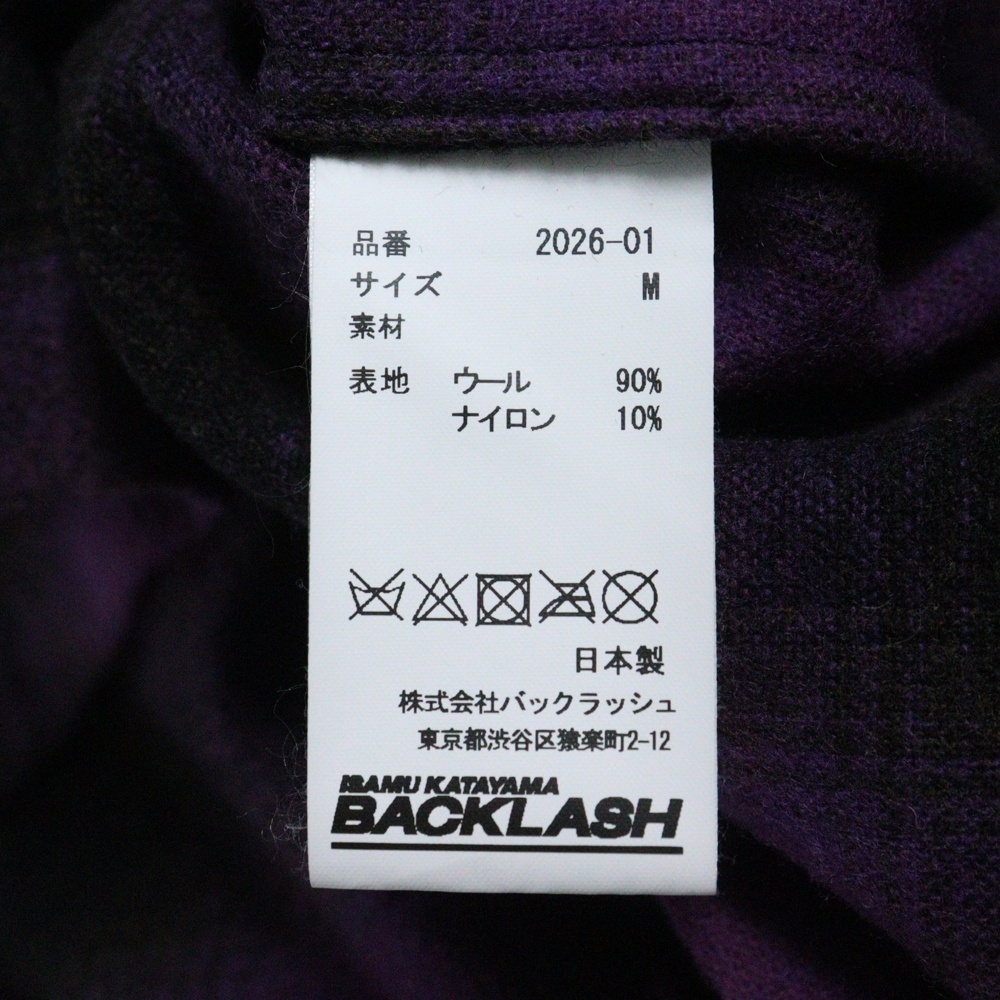 品番 2026-01
サイズ M
素材
表地 ウール 90%
ナイロン 10%
日本製
株式会社バックラッシュ
東京都渋谷区猿楽町2-12
ISAMU KATAYAMA
BACKLASH